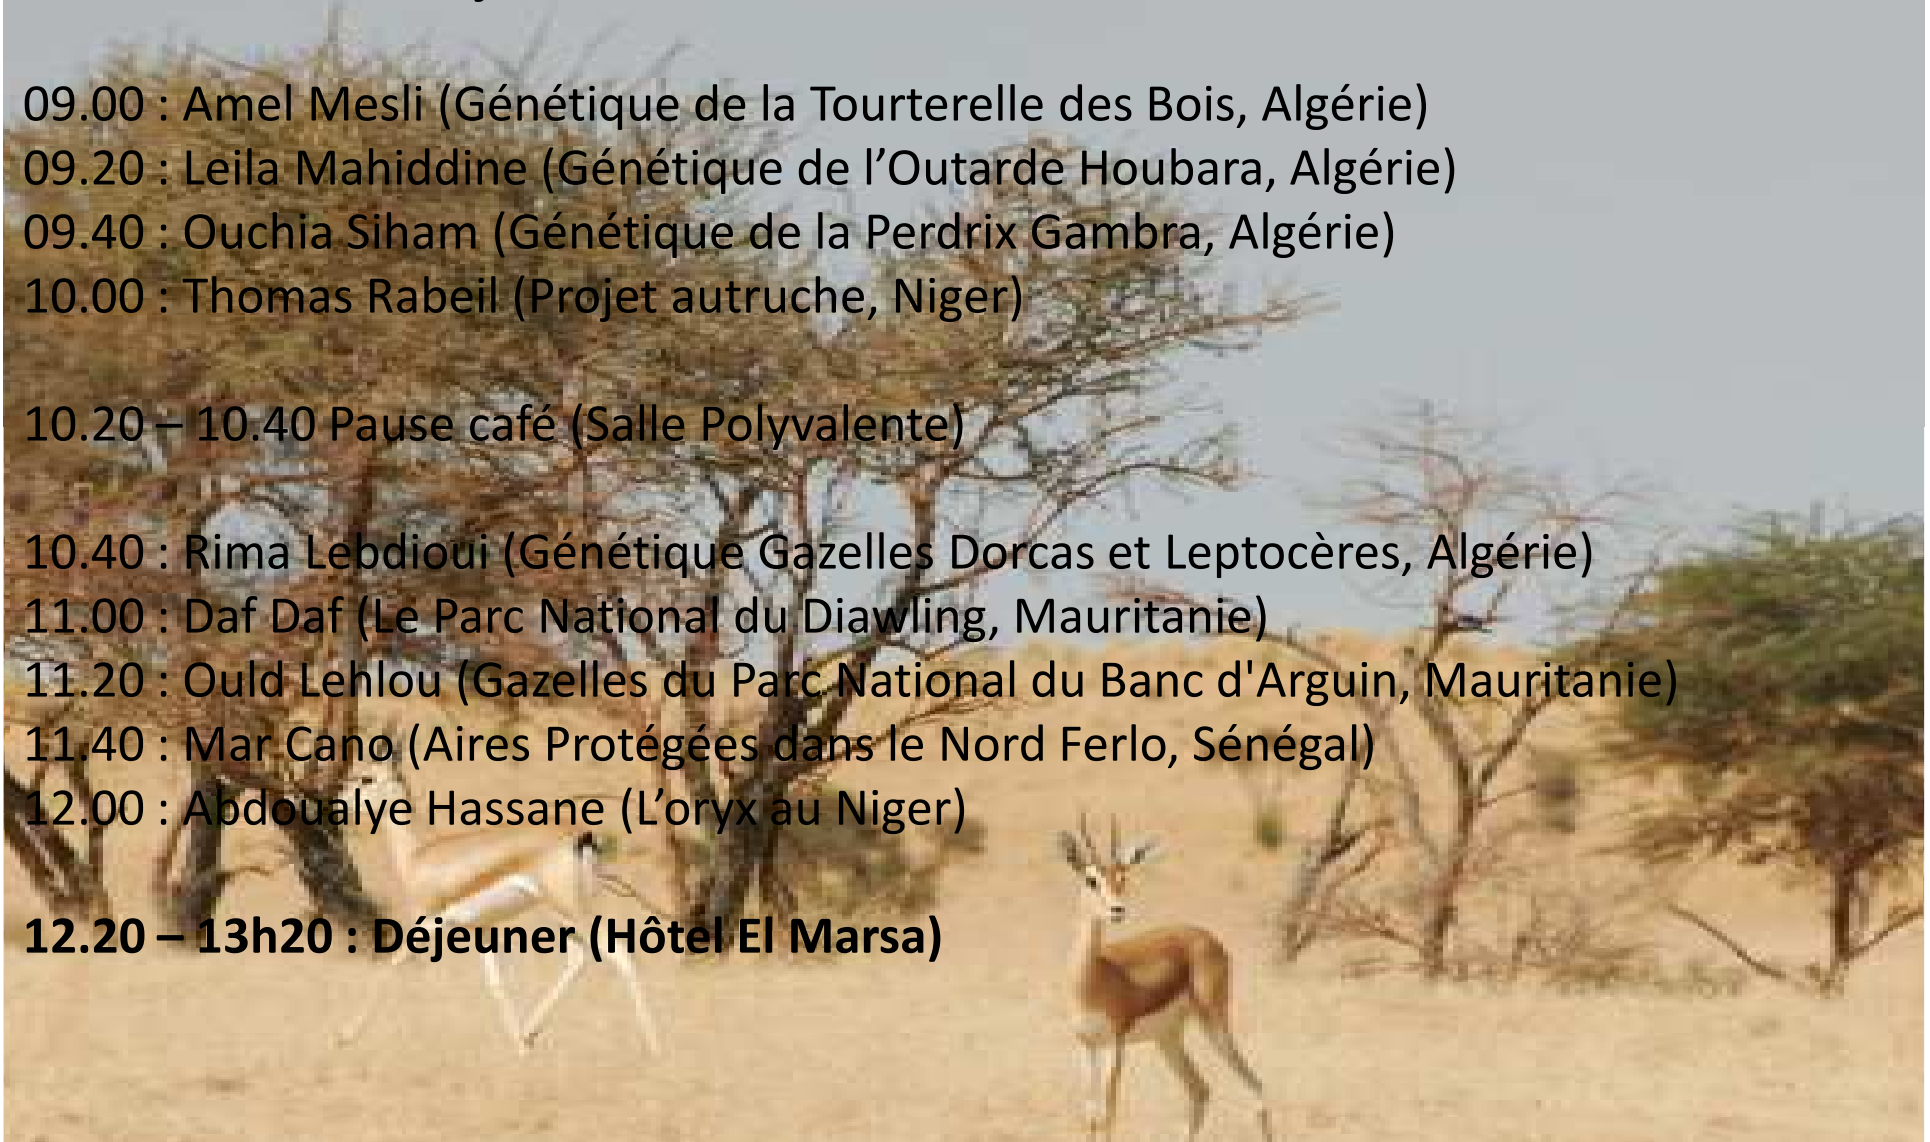 09.00 : Amel Mesli (Génétique de la Tourterelle des Bois, Algérie)
09.20 : Leila Mahiddine (Génétique de l’Outarde Houbara, Algérie)
09.40 : Ouchia Siham (Génétique de la Perdrix Gambra, Algérie)
10.00 : Thomas Rabeil (Projet autruche, Niger)
10.20 – 10.40 Pause café (Salle Polyvalente)
10.40 : Rima Lebdioui (Génétique Gazelles Dorcas et Leptocères, Algérie)
11.00 : Daf Daf (Le Parc National du Diawling, Mauritanie)
11.20 : Ould Lehlou (Gazelles du Parc National du Banc d'Arguin, Mauritanie)
11.40 : Mar Cano (Aires Protégées dans le Nord Ferlo, Sénégal)
12.00 : Abdoualye Hassane (L’oryx au Niger)
12.20 – 13h20 : Déjeuner (Hôtel El Marsa)